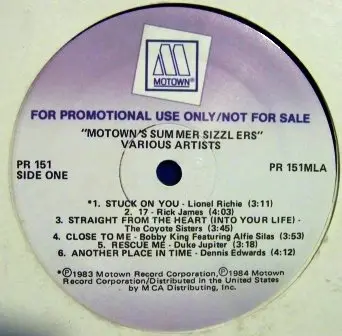 M
MOTOWN®
FOR PROMOTIONAL USE ONLY/NOT FOR SALE
"MOTOWN'S SUMMER SIZZLERS"
VARIOUS ARTISTS
PR 151
SIDE ONE
PR 151MLA
*1. STUCK ON YOU - Lionel Richie (3:11)
2. 17 - Rick James (4:03)
3. STRAIGHT FROM THE HEART (INTO YOUR LIFE) -
The Coyote Sisters (3:45)
4. CLOSE TO ME - Bobby King Featuring Alfie Silas (3:53)
5. RESCUE ME - Duke Jupiter (3:18)
6. ANOTHER PLACE IN TIME - Dennis Edwards (4:12)
*℗1983 Motown Record Corporation, ℗1984 Motown
Record Corporation/Distributed in the United States
by MCA Distributing, Inc.